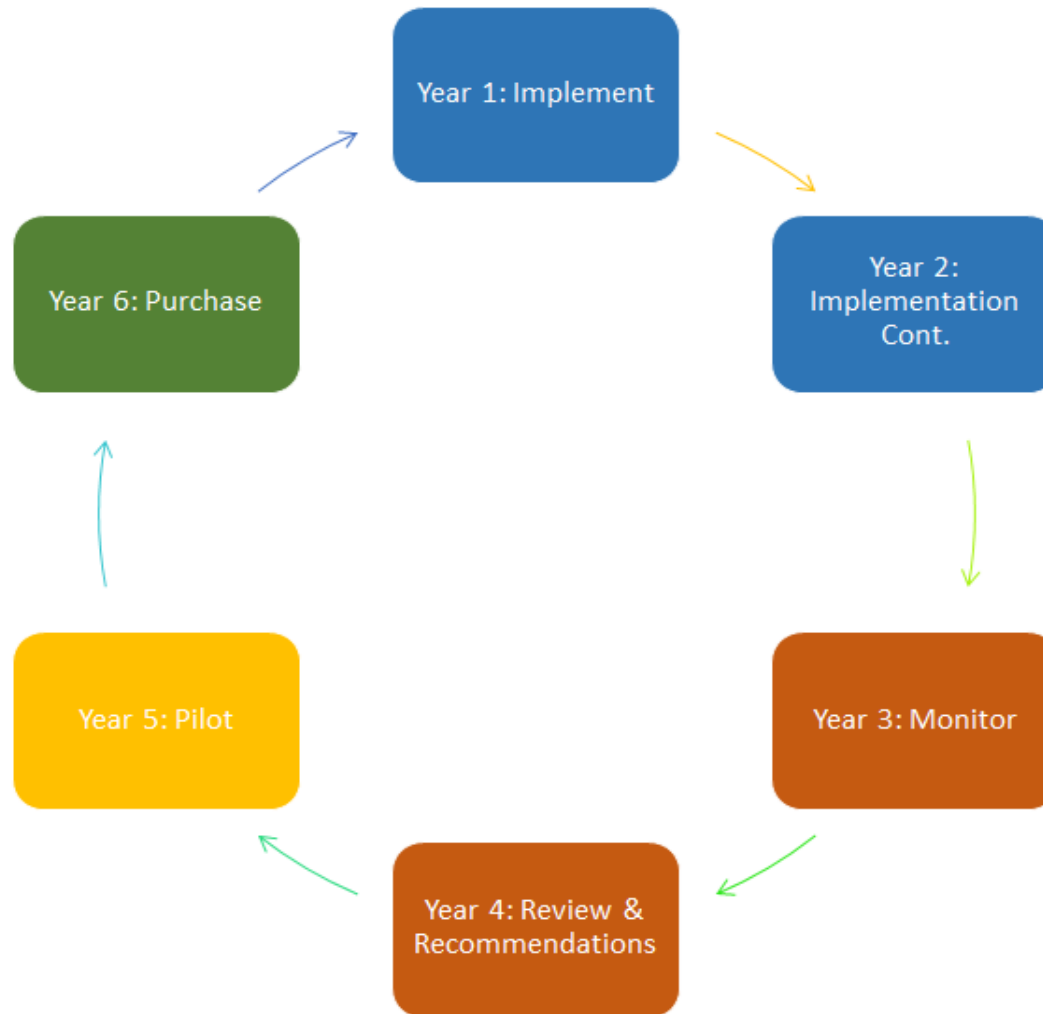 Year 1: Implement
Year 2:
Implementation
Cont.
Year 3: Monitor
Year 4: Review &
Recommendations
Year 5: Pilot
Year 6: Purchase